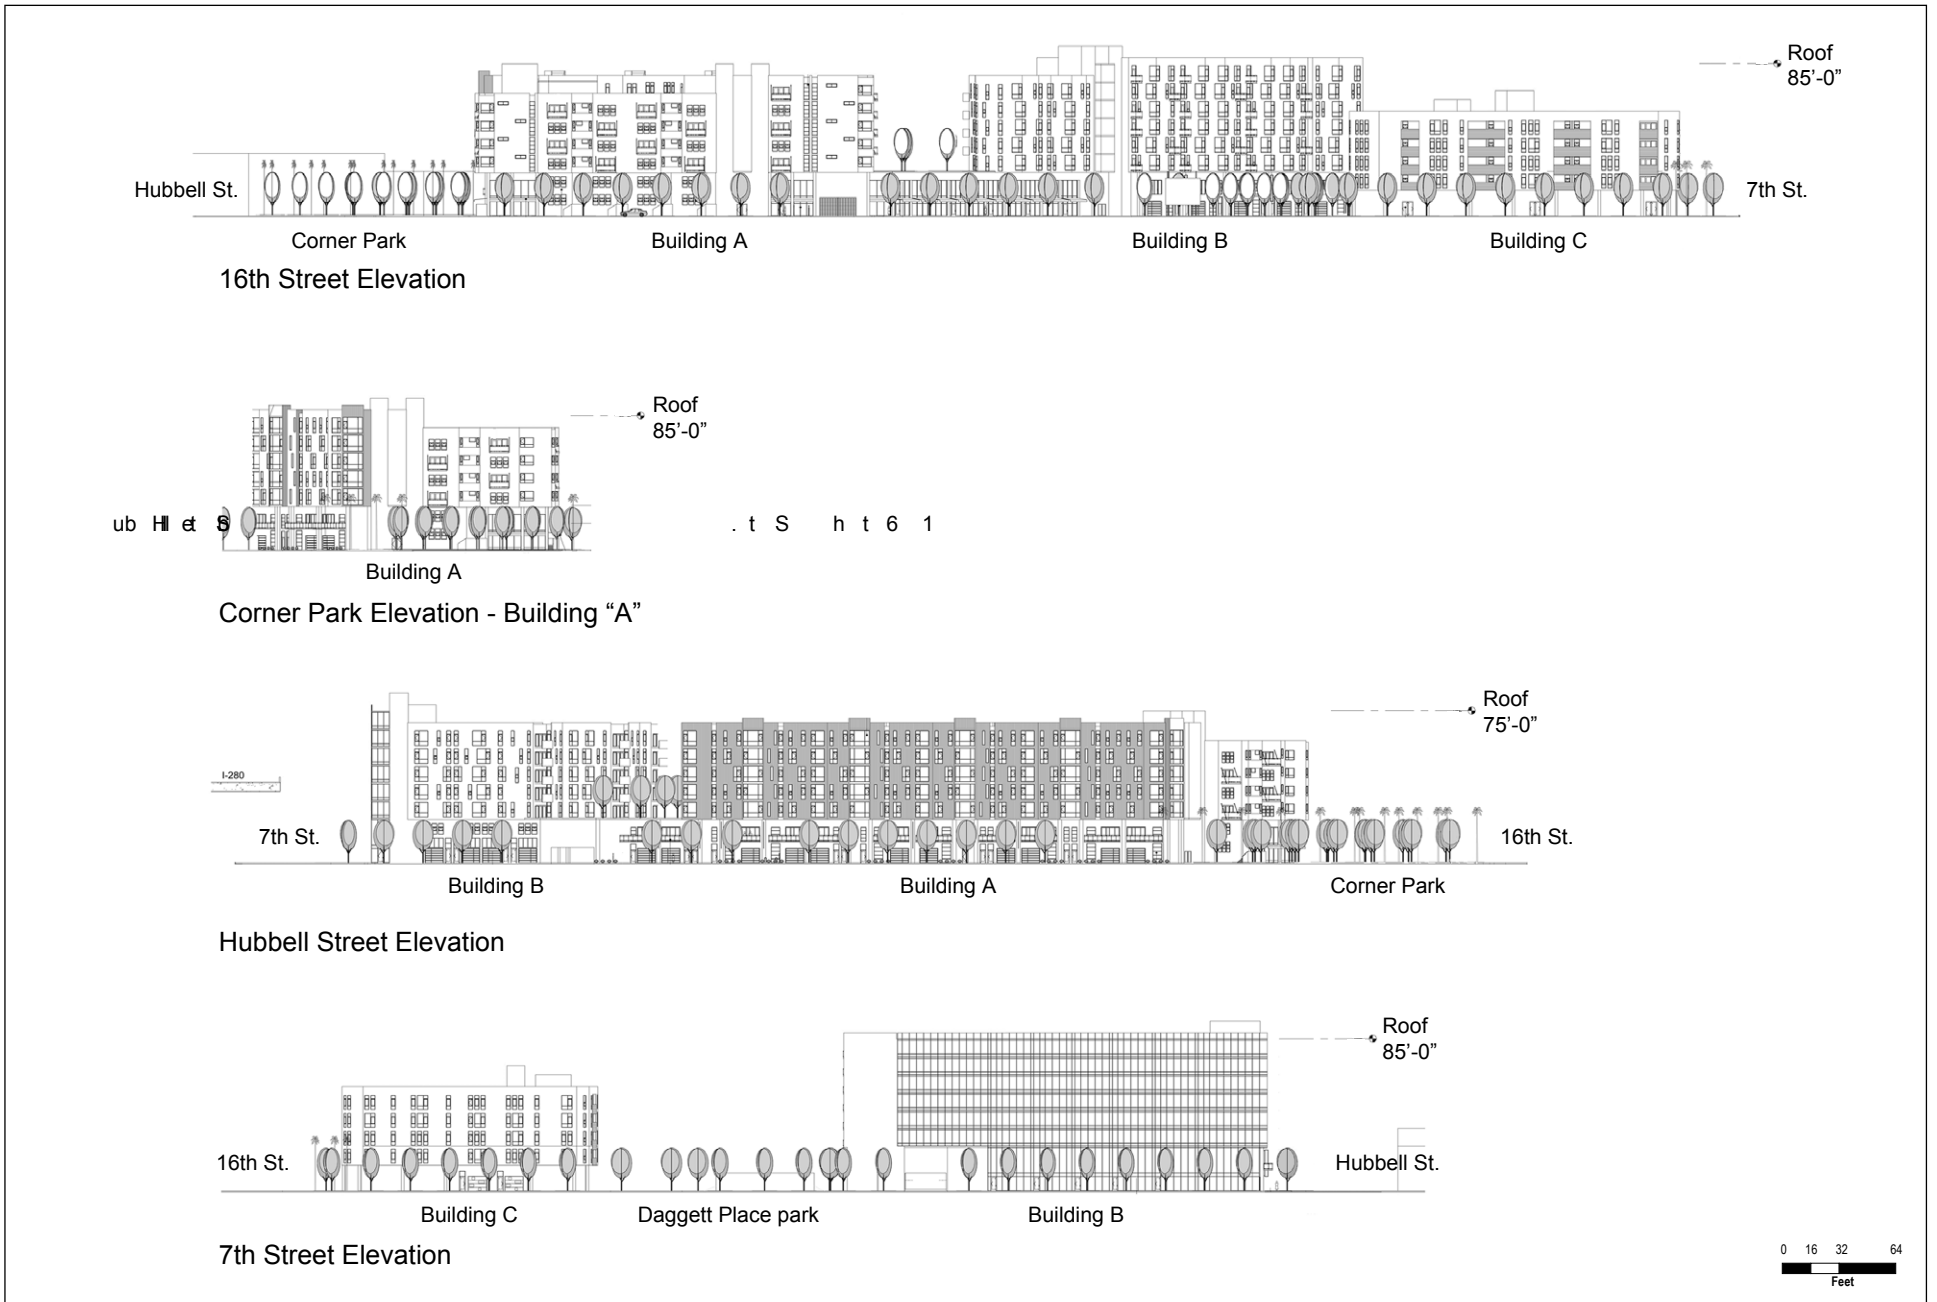 Roof
85’-0”
Hubbell St.
7th St.
Corner Park
Building A
Building B
Building C
16th Street Elevation
Roof
85’-0”
. t S h t 6 1
Building A
Corner Park Elevation - Building “A”
Roof
75’-0”
I-280
7th St.
16th St.
Building B
Building A
Corner Park
Hubbell Street Elevation
Roof
85’-0”
16th St.
Hubbell St.
Building C
Daggett Place park
Building B
7th Street Elevation
0 16 32 64
Feet